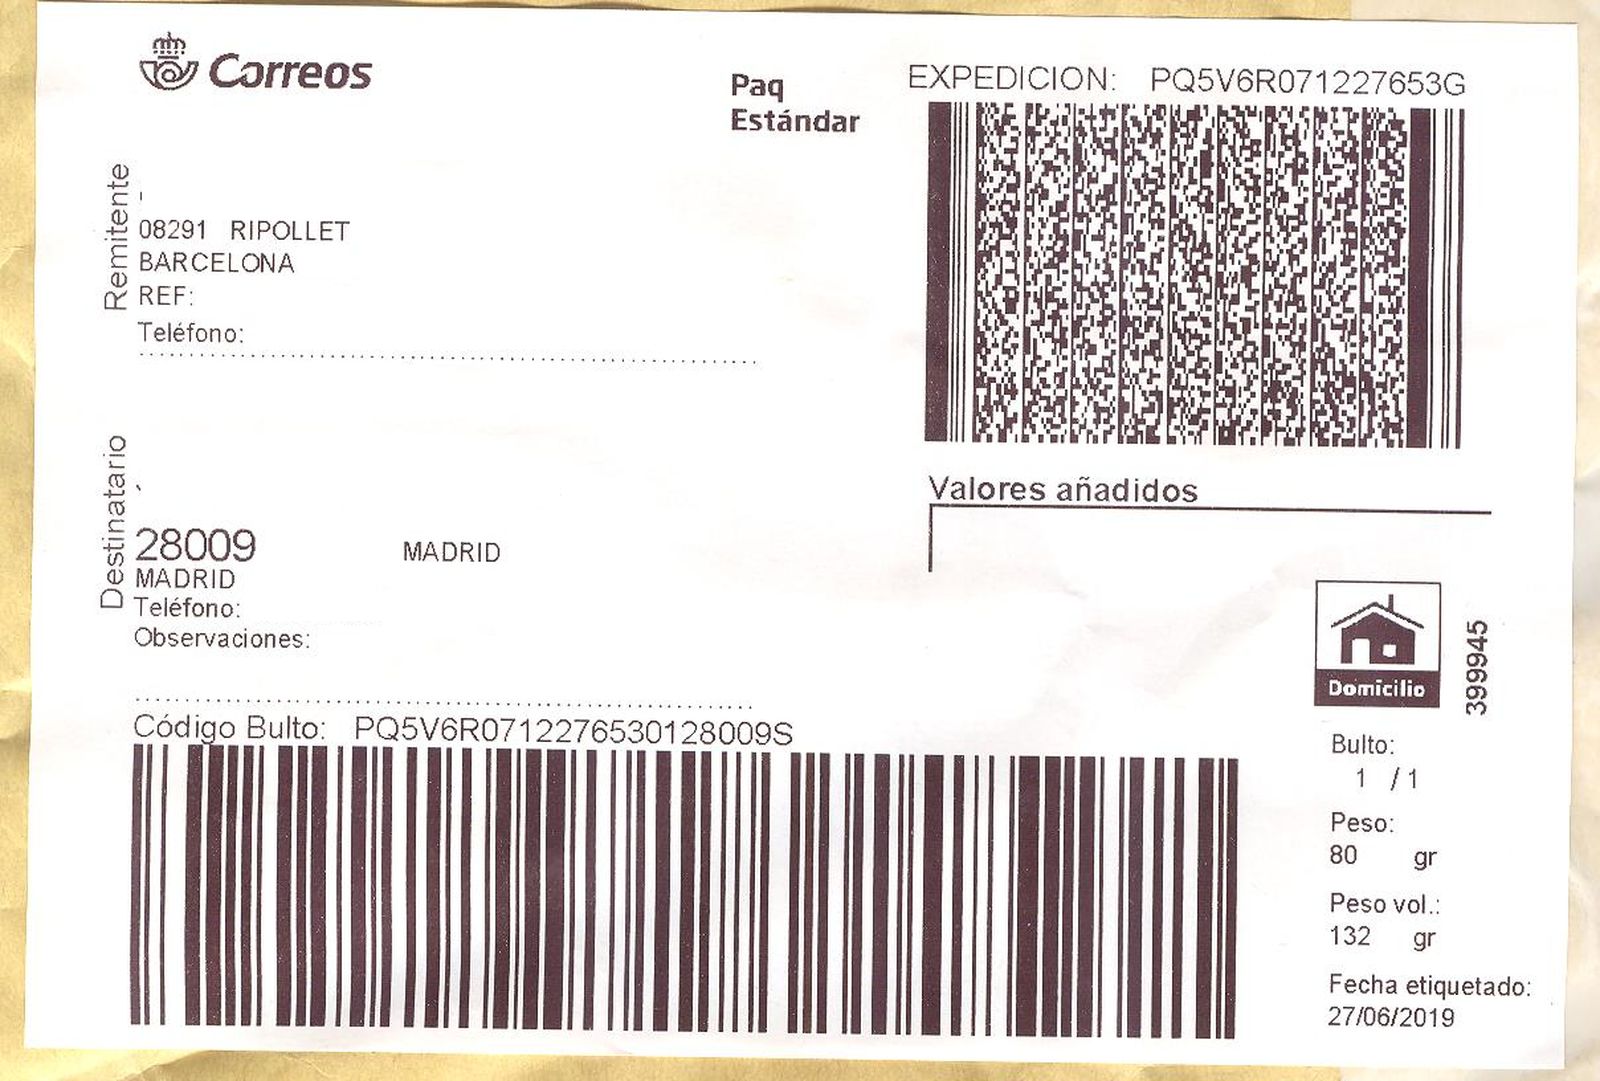 Correos
Paq
Estándar
EXPEDICION: PQ5V6R071227653G
Remitente
-
08291 RIPOLLET
BARCELONA
REF:
Teléfono:
Valores añadidos
Destinatario
28009 MADRID
MADRID
Teléfono:
Observaciones:
Domicilio
399945
Código Bulto: PQ5V6R0712276530128009S
Bulto:
1 / 1
Peso:
80 gr
Peso vol.:
132 gr
Fecha etiquetado:
27/06/2019